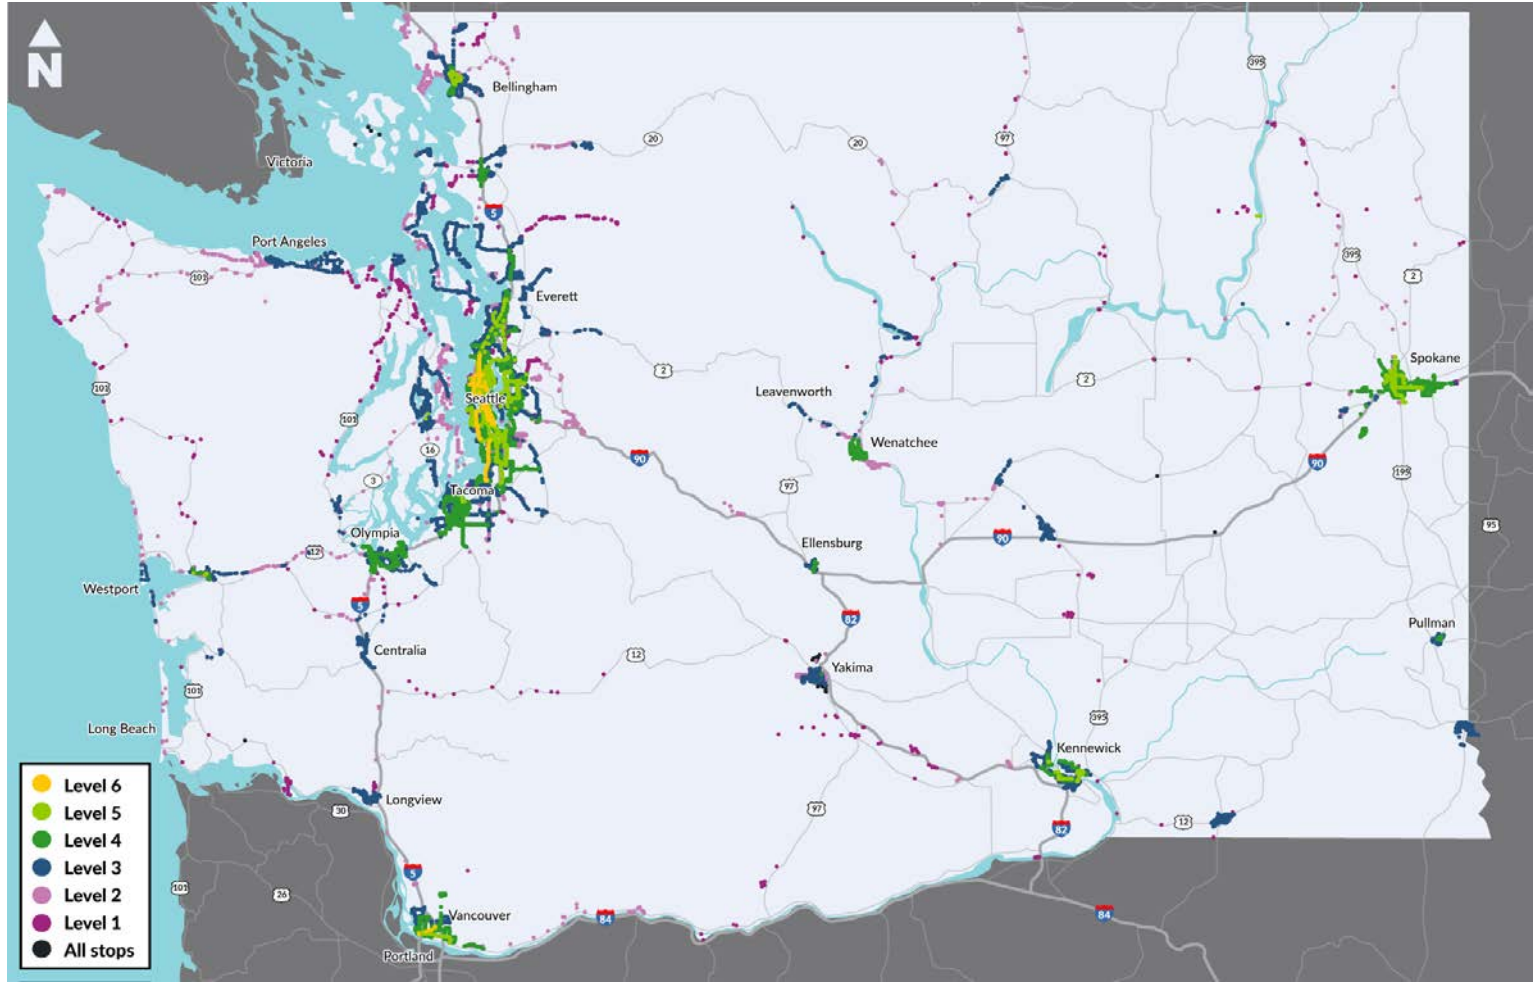 N
Bellingham
395
20
20
97
Victoria
5
Port Angeles
101
395
2
Everett
Spokane
2
2
101
Leavenworth
Seattle
101
Wenatchee
16
90
90
195
3
97
Tacoma
95
Olympia
90
Ellensburg
12
Westport
5
82
Pullman
Centralia
12
Yakima
101
395
Long Beach
Kennewick
Level 6
Longview
30
97
Level 5
12
82
Level 4
Level 3
5
101
26
Level 2
Vancouver
84
84
Level 1
Portland
All stops